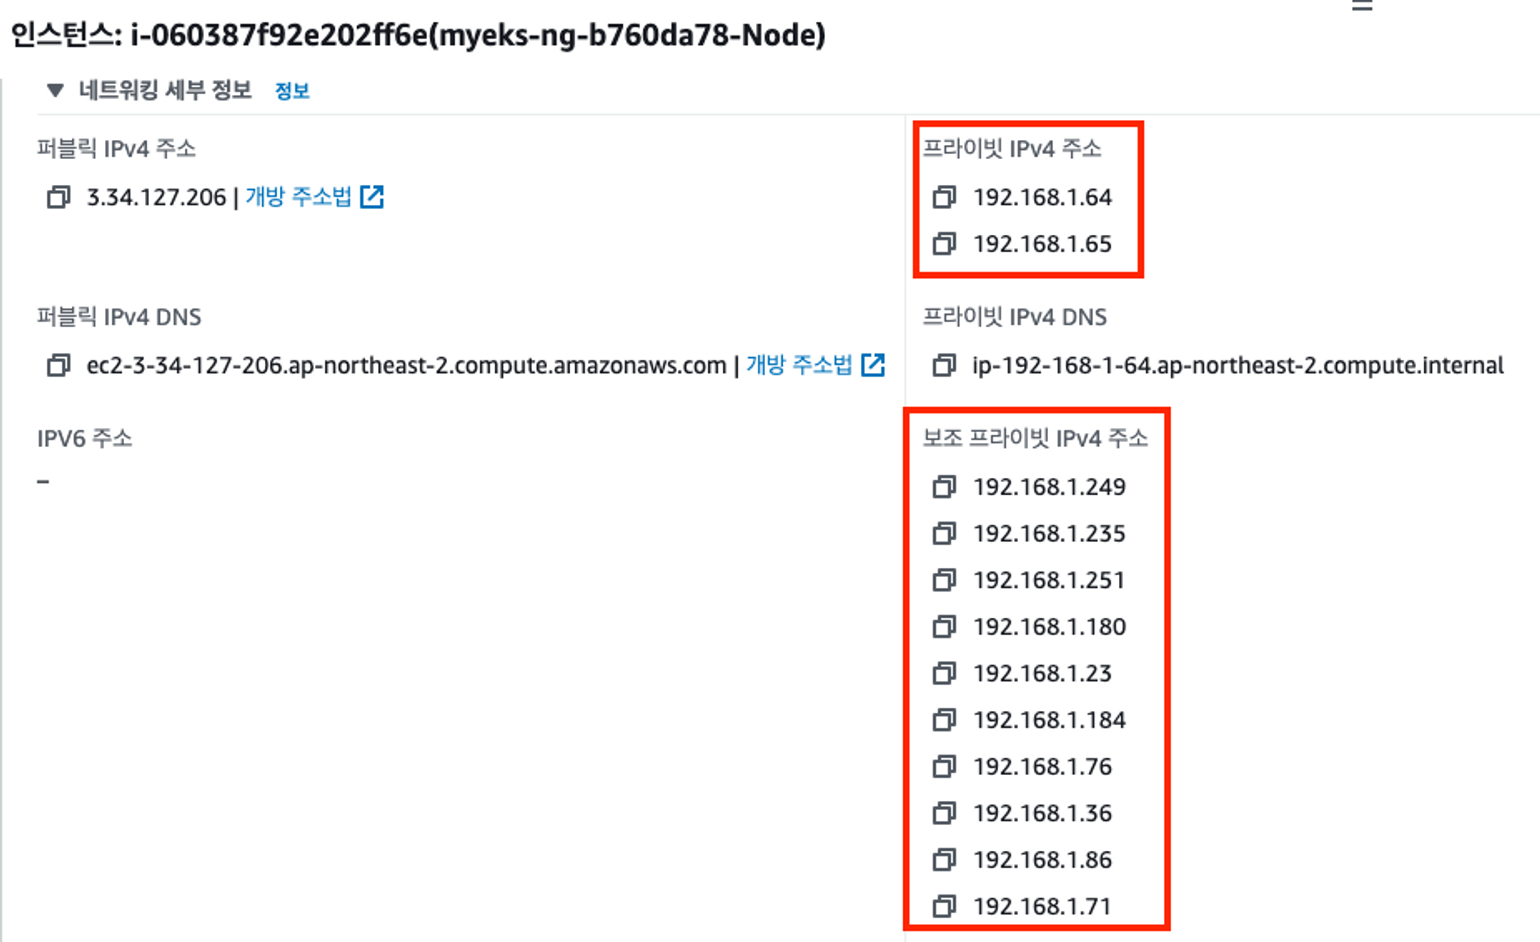 인스턴스: i-060387f92e202ff6e(myeks-ng-b760da78-Node)
▼ 네트워킹 세부 정보 정보
퍼블릭 IPv4 주소
3.34.127.206 | 개방 주소법
프라이빗 IPv4 주소
192.168.1.64
192.168.1.65
퍼블릭 IPv4 DNS
ec2-3-34-127-206.ap-northeast-2.compute.amazonaws.com | 개방 주소법
프라이빗 IPv4 DNS
ip-192-168-1-64.ap-northeast-2.compute.internal
IPV6 주소
–
보조 프라이빗 IPv4 주소
192.168.1.249
192.168.1.235
192.168.1.251
192.168.1.180
192.168.1.23
192.168.1.184
192.168.1.76
192.168.1.36
192.168.1.86
192.168.1.71